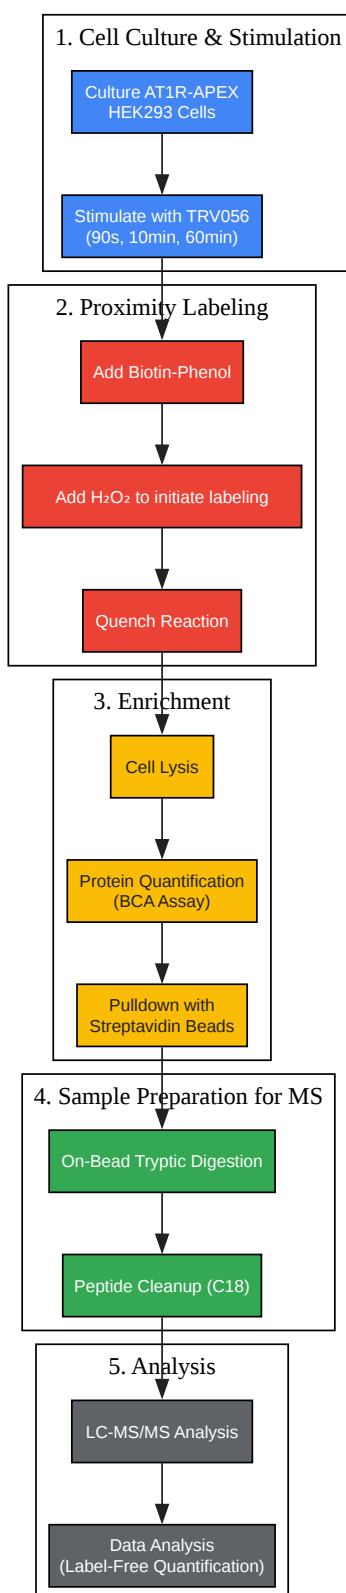 1. Cell Culture & Stimulation
Culture AT1R-APEX
HEK293 Cells
Stimulate with TRV056
(90s, 10min, 60min)
2. Proximity Labeling
Add Biotin-Phenol
Add H₂O₂ to initiate labeling
Quench Reaction
3. Enrichment
Cell Lysis
Protein Quantification
(BCA Assay)
Pulldown with
Streptavidin Beads
4. Sample Preparation for MS
On-Bead Tryptic Digestion
Peptide Cleanup (C18)
5. Analysis
LC-MS/MS Analysis
Data Analysis
(Label-Free Quantification)